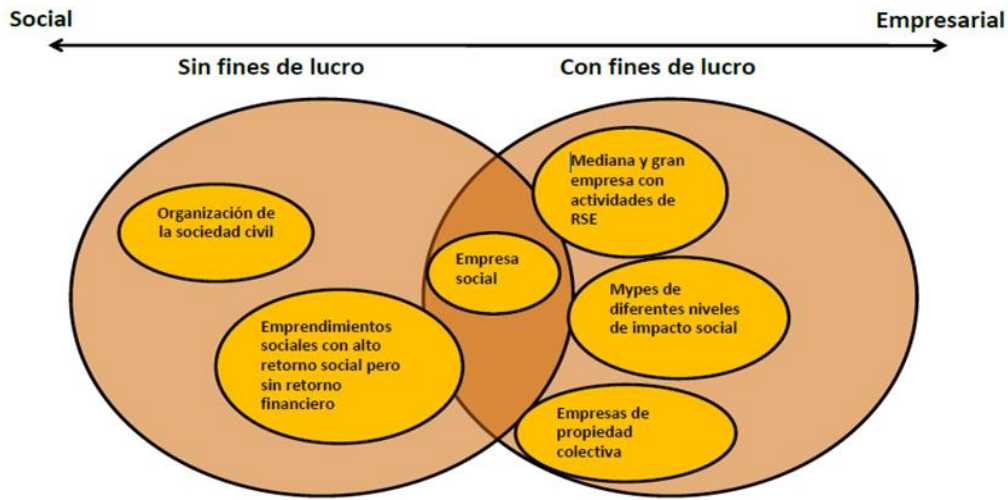 Social
Empresarial
Sin fines de lucro
Con fines de lucro
Organización de
la sociedad civil
Emprendimientos
sociales con alto
retorno social pero
sin retorno
financiero
Empresa
social
Mediana y gran
empresa con
actividades de
RSE
Mypes de
diferentes niveles
de impacto social
Empresas de
propiedad
colectiva